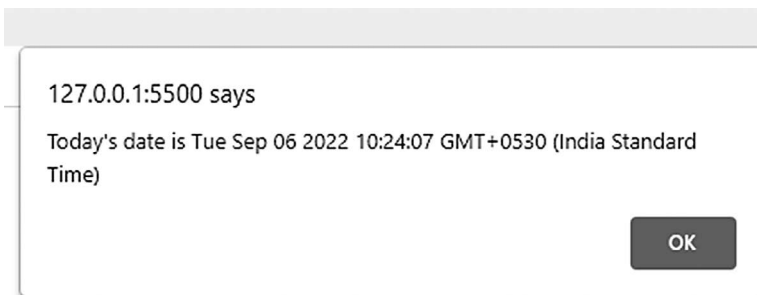 127.0.0.1:5500 says
Today's date is Tue Sep 06 2022 10:24:07 GMT+0530 (India Standard
Time)
OK